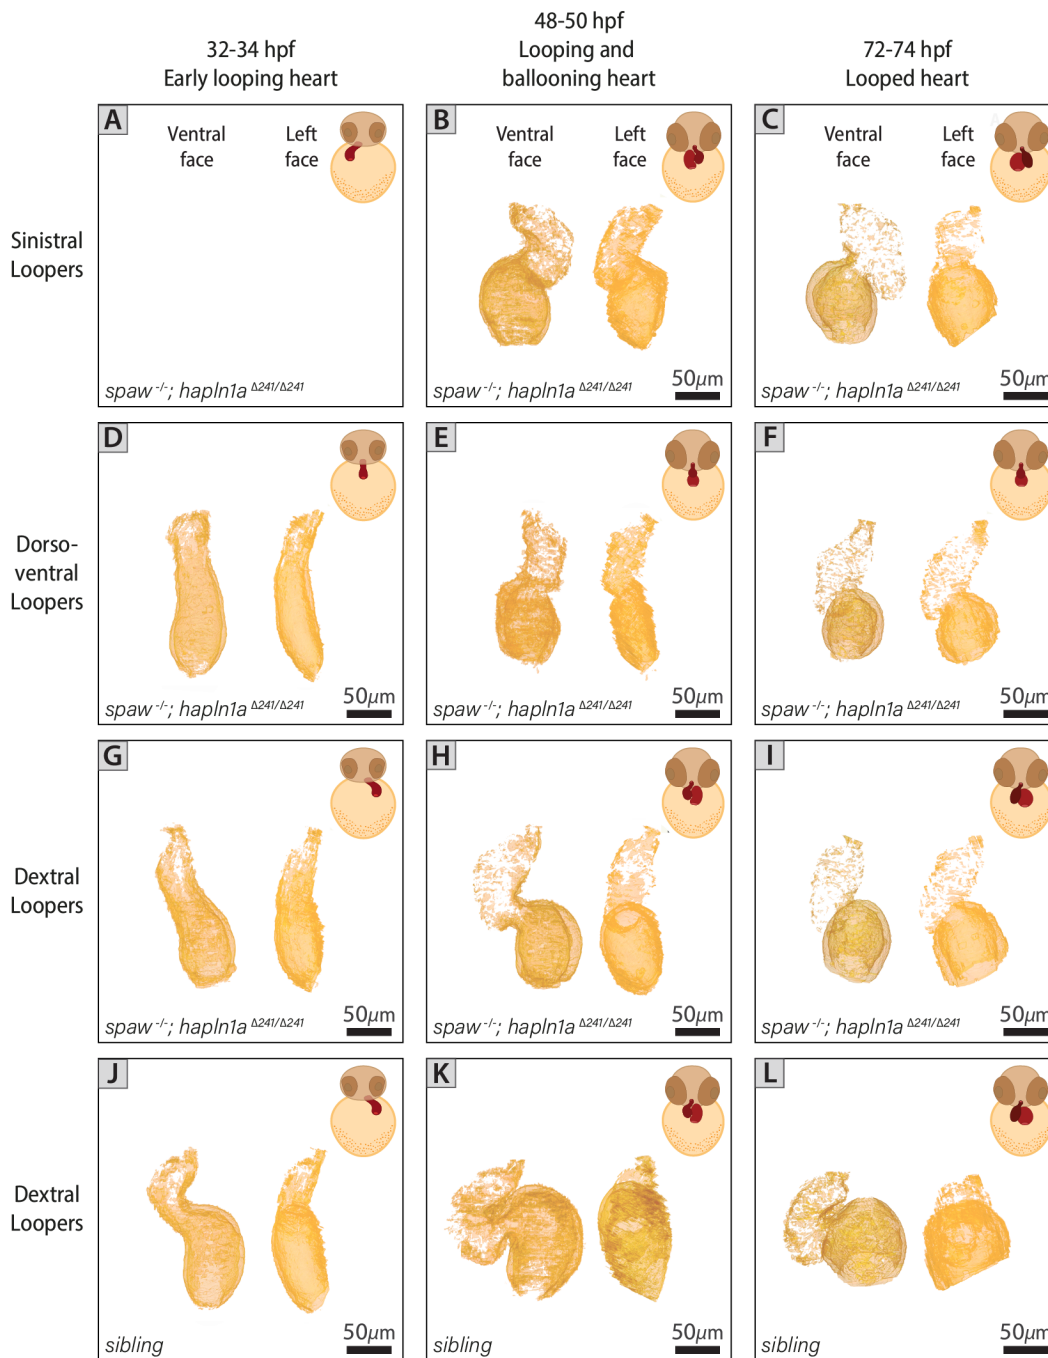 32-34 hpf
Early looping heart
48-50 hpf
Looping and
ballooning heart
72-74 hpf
Looped heart
Sinistral
Loopers
A
Ventral
face
Left
face
spaw -/-; hapln1a Δ241/Δ241
B
Ventral
face
Left
face
50µm
spaw -/-; hapln1a Δ241/Δ241
C
Ventral
face
Left
face
50µm
spaw -/-; hapln1a Δ241/Δ241
Dorso-
ventral
Loopers
D
50µm
spaw -/-; hapln1a Δ241/Δ241
E
50µm
spaw -/-; hapln1a Δ241/Δ241
F
50µm
spaw -/-; hapln1a Δ241/Δ241
Dextral
Loopers
G
50µm
spaw -/-; hapln1a Δ241/Δ241
H
50µm
spaw -/-; hapln1a Δ241/Δ241
I
50µm
spaw -/-; hapln1a Δ241/Δ241
Dextral
Loopers
J
50µm
sibling
K
50µm
sibling
L
50µm
sibling